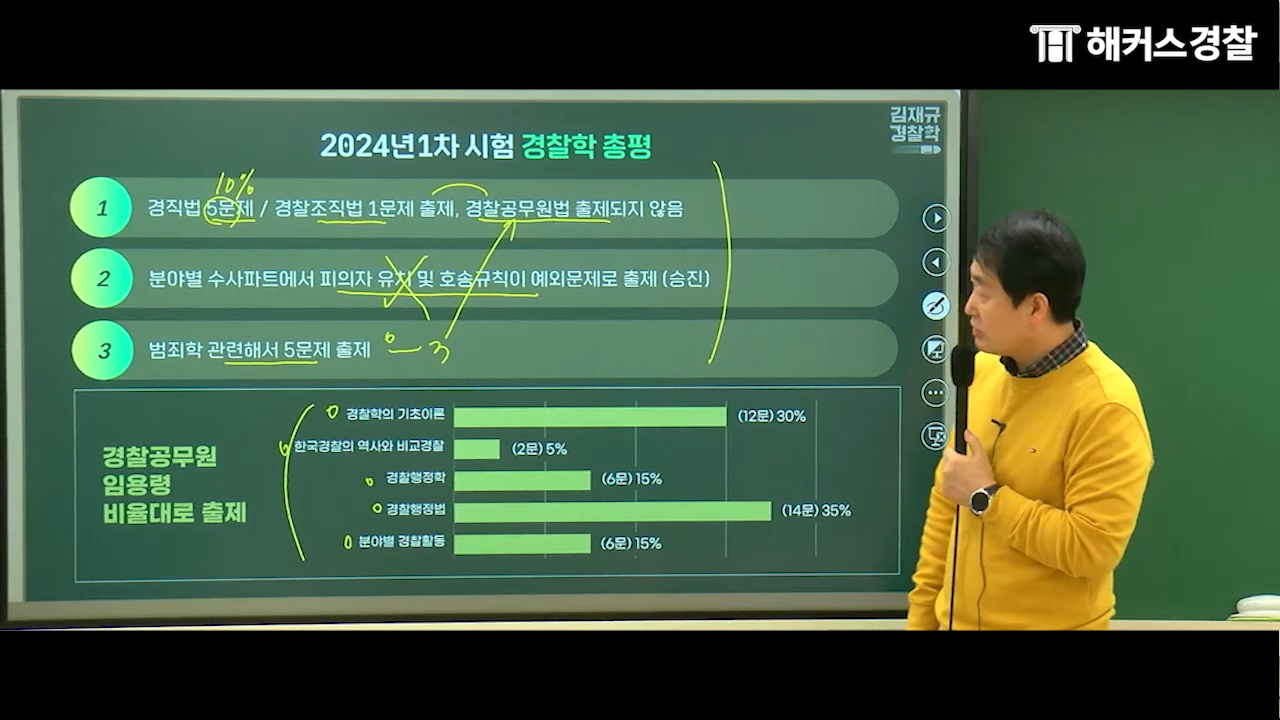 해커스경찰
김재규
경찰학
2024년 1차 시험 경찰학 총평
10%
1 경직법 5문제 / 경찰조직법 1문제 출제, 경찰공무원법 출제되지 않음
2 분야별 수사파트에서 피의자 유치 및 호송규칙이 예외문제로 출제 (승진)
3 범죄학 관련해서 5문제 출제
0-3
경찰공무원
임용령
비율대로 출제
경찰학의 기초이론 (12문) 30%
한국경찰의 역사와 비교경찰 (2문) 5%
경찰행정학 (6문) 15%
경찰행정법 (14문) 35%
분야별 경찰활동 (6문) 15%